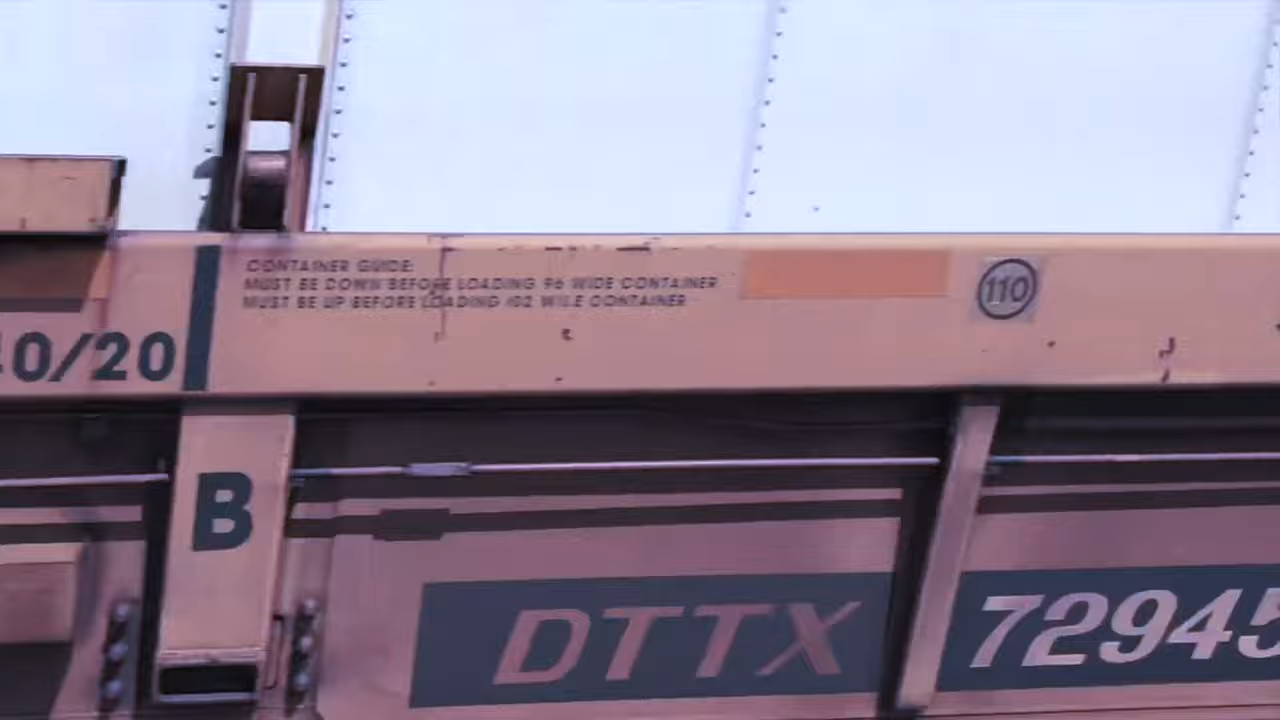 CONTAINER GUIDE:
MUST BE DOWN BEFORE LOADING 96 WIDE CONTAINER
MUST BE UP BEFORE LOADING 102 WIDE CONTAINER
110
40/20
B
DTTX
72945